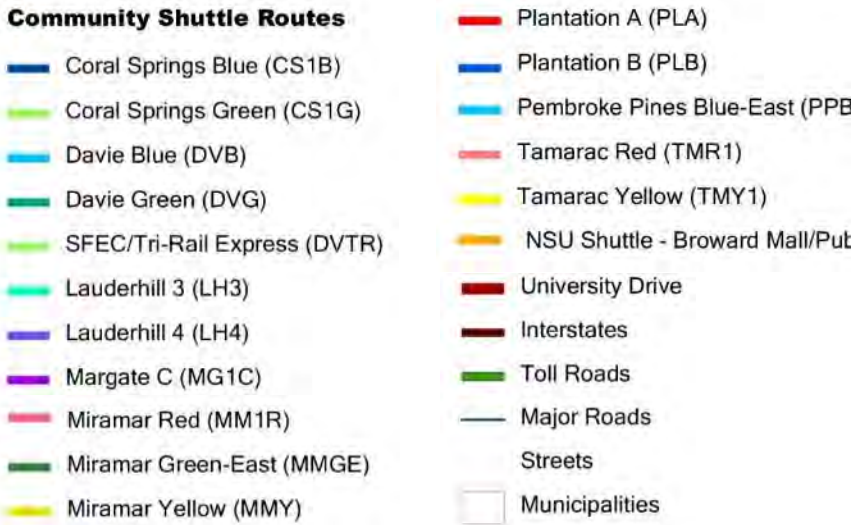 Community Shuttle Routes
Coral Springs Blue (CS1B)
Coral Springs Green (CS1G)
Davie Blue (DVB)
Davie Green (DVG)
SFEC/Tri-Rail Express (DVTR)
Lauderhill 3 (LH3)
Lauderhill 4 (LH4)
Margate C (MG1C)
Miramar Red (MM1R)
Miramar Green-East (MMGE)
Miramar Yellow (MMY)
Plantation A (PLA)
Plantation B (PLB)
Pembroke Pines Blue-East (PPB
Tamarac Red (TMR1)
Tamarac Yellow (TMY1)
NSU Shuttle - Broward Mall/Pub
University Drive
Interstates
Toll Roads
Major Roads
Streets
Municipalities